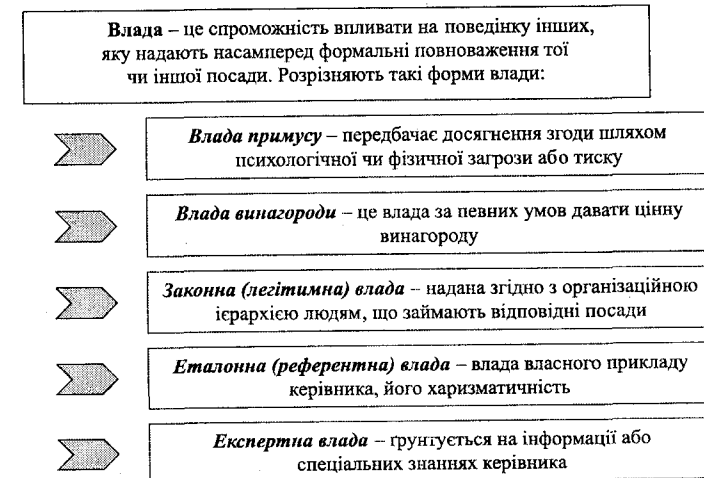 Влада – це спроможність впливати на поведінку інших,
яку надають насамперед формальні повноваження тої
чи іншої посади. Розрізняють такі форми влади:
Влада примусу – передбачає досягнення згоди шляхом
психологічної чи фізичної загрози або тиску
Влада винагороди – це влада за певних умов давати цінну
винагороду
Законна (легітимна) влада – надана згідно з організаційною
ієрархією людям, що займають відповідні посади
Еталонна (референтна) влада – влада власного прикладу
керівника, його харизматичність
Експертна влада – ґрунтується на інформації або
спеціальних знаннях керівника